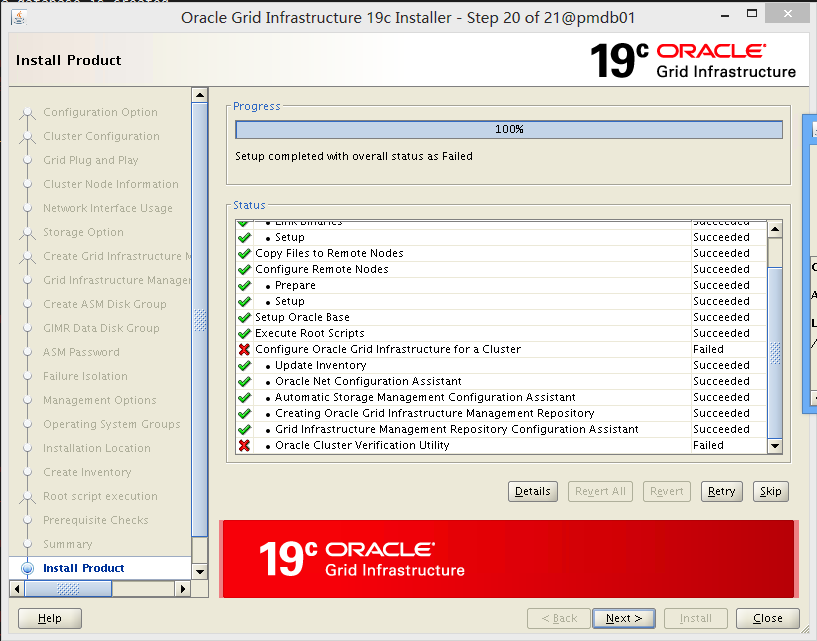 Oracle Grid Infrastructure 19c Installer - Step 20 of 21@pmdb01
Install Product
19c ORACLE
Grid Infrastructure
Configuration Option
Cluster Configuration
Grid Plug and Play
Cluster Node Information
Network Interface Usage
Storage Option
Create Grid Infrastructure M
Grid Infrastructure Manager
Create ASM Disk Group
GIMR Data Disk Group
ASM Password
Failure Isolation
Management Options
Operating System Groups
Installation Location
Create Inventory
Root script execution
Prerequisite Checks
Summary
Install Product
Progress
100%
Setup completed with overall status as Failed
Status
Link Binaries Succeeded
Setup Succeeded
Copy Files to Remote Nodes Succeeded
Configure Remote Nodes Succeeded
Prepare Succeeded
Setup Succeeded
Setup Oracle Base Succeeded
Execute Root Scripts Succeeded
Configure Oracle Grid Infrastructure for a Cluster Failed
Update Inventory Succeeded
Oracle Net Configuration Assistant Succeeded
Automatic Storage Management Configuration Assistant Succeeded
Creating Oracle Grid Infrastructure Management Repository Succeeded
Grid Infrastructure Management Repository Configuration Assistant Succeeded
Oracle Cluster Verification Utility Failed
Details Revert All Revert Retry Skip
19c ORACLE
Grid Infrastructure
Help < Back Next > Install Close